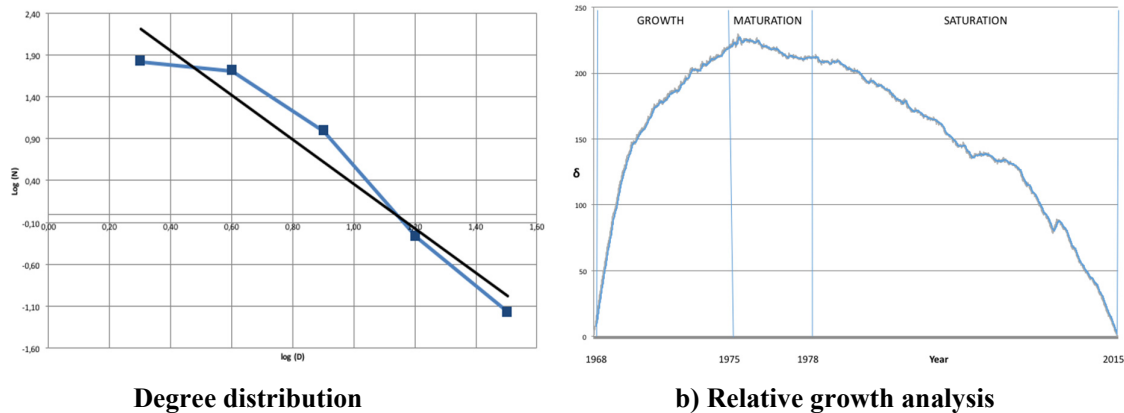 2,40
1,90
1,40
0,90
0,40
-0,10
-0,60
-1,10
-1,60
Log (N)
0,00 0,20 0,40 0,60 0,80 1,00 1,20 1,40 1,60
log (D)
Degree distribution
GROWTH MATURATION SATURATION
250
200
150
100
50
0
δ
1968 1975 1978 Year 2015
b) Relative growth analysis